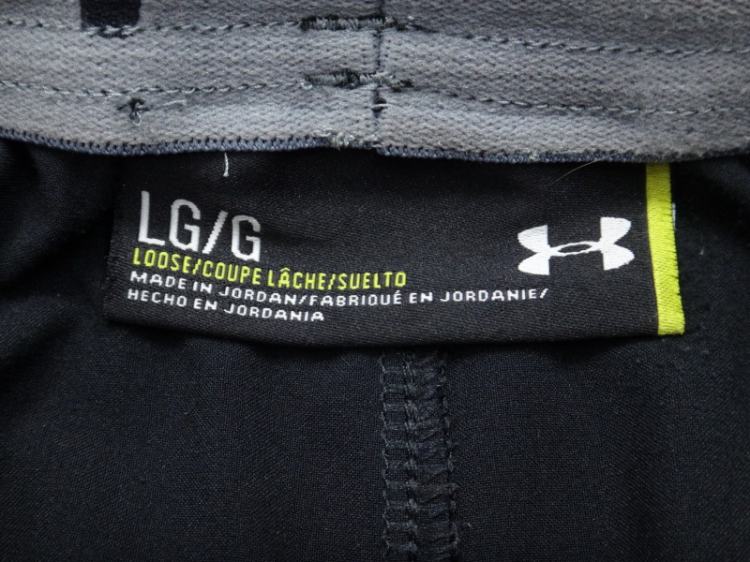 LG/G
LOOSE/COUPE LÂCHE/SUELTO
MADE IN JORDAN/FABRIQUÉ EN JORDANIE/
HECHO EN JORDANIA